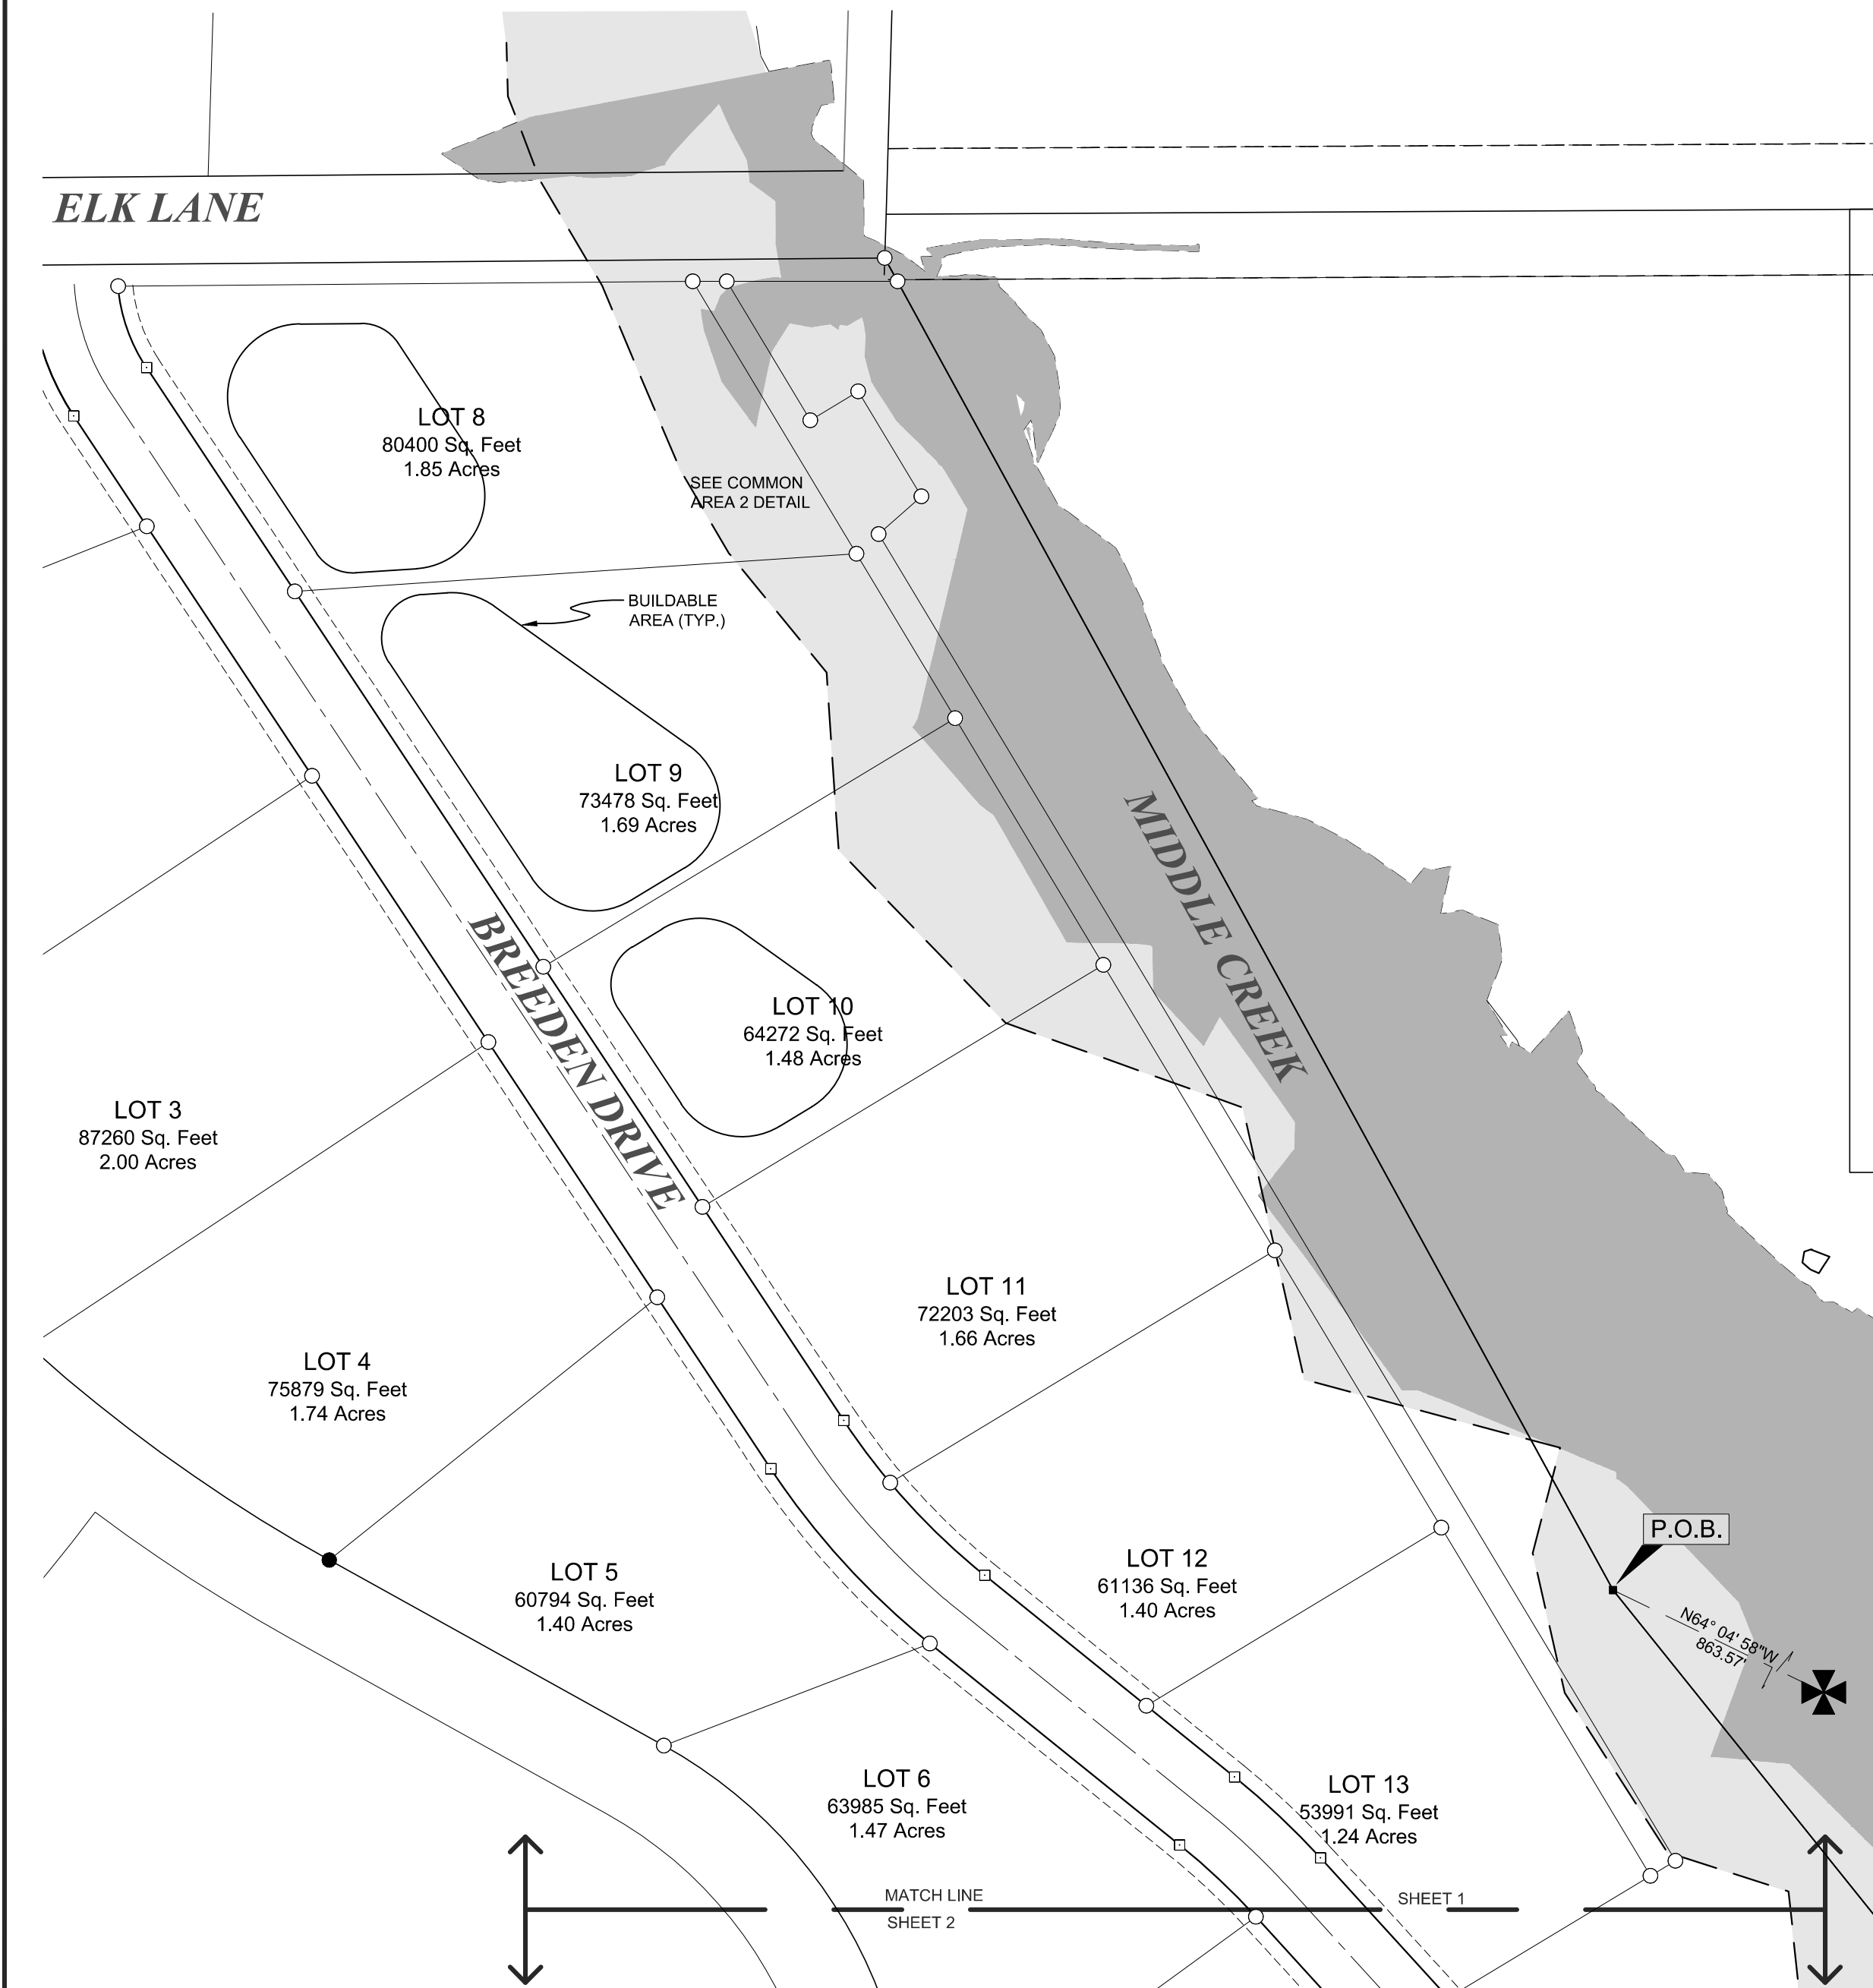 ELK LANE
LOT 8
80400 Sq. Feet
1.85 Acres
SEE COMMON
AREA 2 DETAIL
BUILDABLE
AREA (TYP.)
LOT 9
73478 Sq. Feet
1.69 Acres
MIDDLE CREEK
BREEDEN DRIVE
LOT 10
64272 Sq. Feet
1.48 Acres
LOT 3
87260 Sq. Feet
2.00 Acres
LOT 11
72203 Sq. Feet
1.66 Acres
LOT 4
75879 Sq. Feet
1.74 Acres
P.O.B.
LOT 12
61136 Sq. Feet
1.40 Acres
LOT 5
60794 Sq. Feet
1.40 Acres
N64° 04' 58"W
863.57'
LOT 6
63985 Sq. Feet
1.47 Acres
LOT 13
53991 Sq. Feet
1.24 Acres
MATCH LINE
SHEET 1
SHEET 2